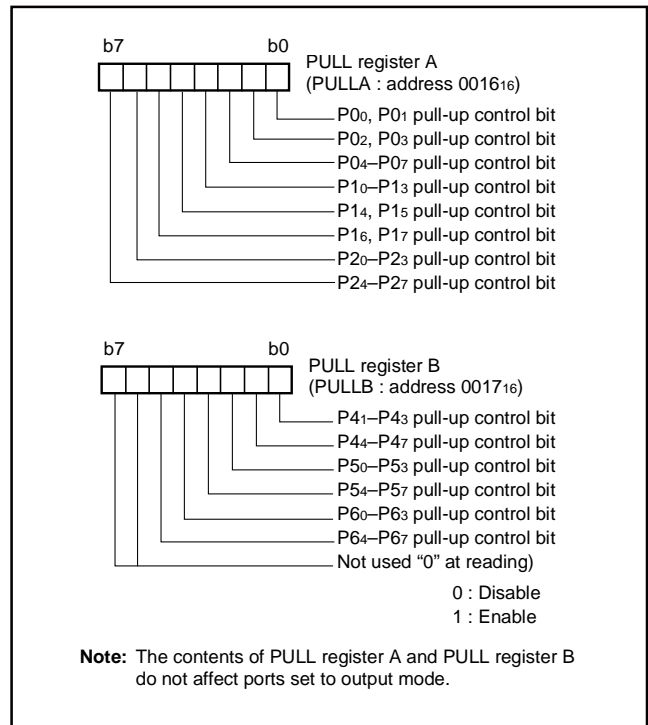 b7 b0
PULL register A
(PULLA : address 0016₁₆)
P0₀, P0₁ pull-up control bit
P0₂, P0₃ pull-up control bit
P0₄–P0₇ pull-up control bit
P1₀–P1₃ pull-up control bit
P1₄, P1₅ pull-up control bit
P1₆, P1₇ pull-up control bit
P2₀–P2₃ pull-up control bit
P2₄–P2₇ pull-up control bit
b7 b0
PULL register B
(PULLB : address 0017₁₆)
P4₁–P4₃ pull-up control bit
P4₄–P4₇ pull-up control bit
P5₀–P5₃ pull-up control bit
P5₄–P5₇ pull-up control bit
P6₀–P6₃ pull-up control bit
P6₄–P6₇ pull-up control bit
Not used “0” at reading)
0 : Disable
1 : Enable
Note: The contents of PULL register A and PULL register B
do not affect ports set to output mode.